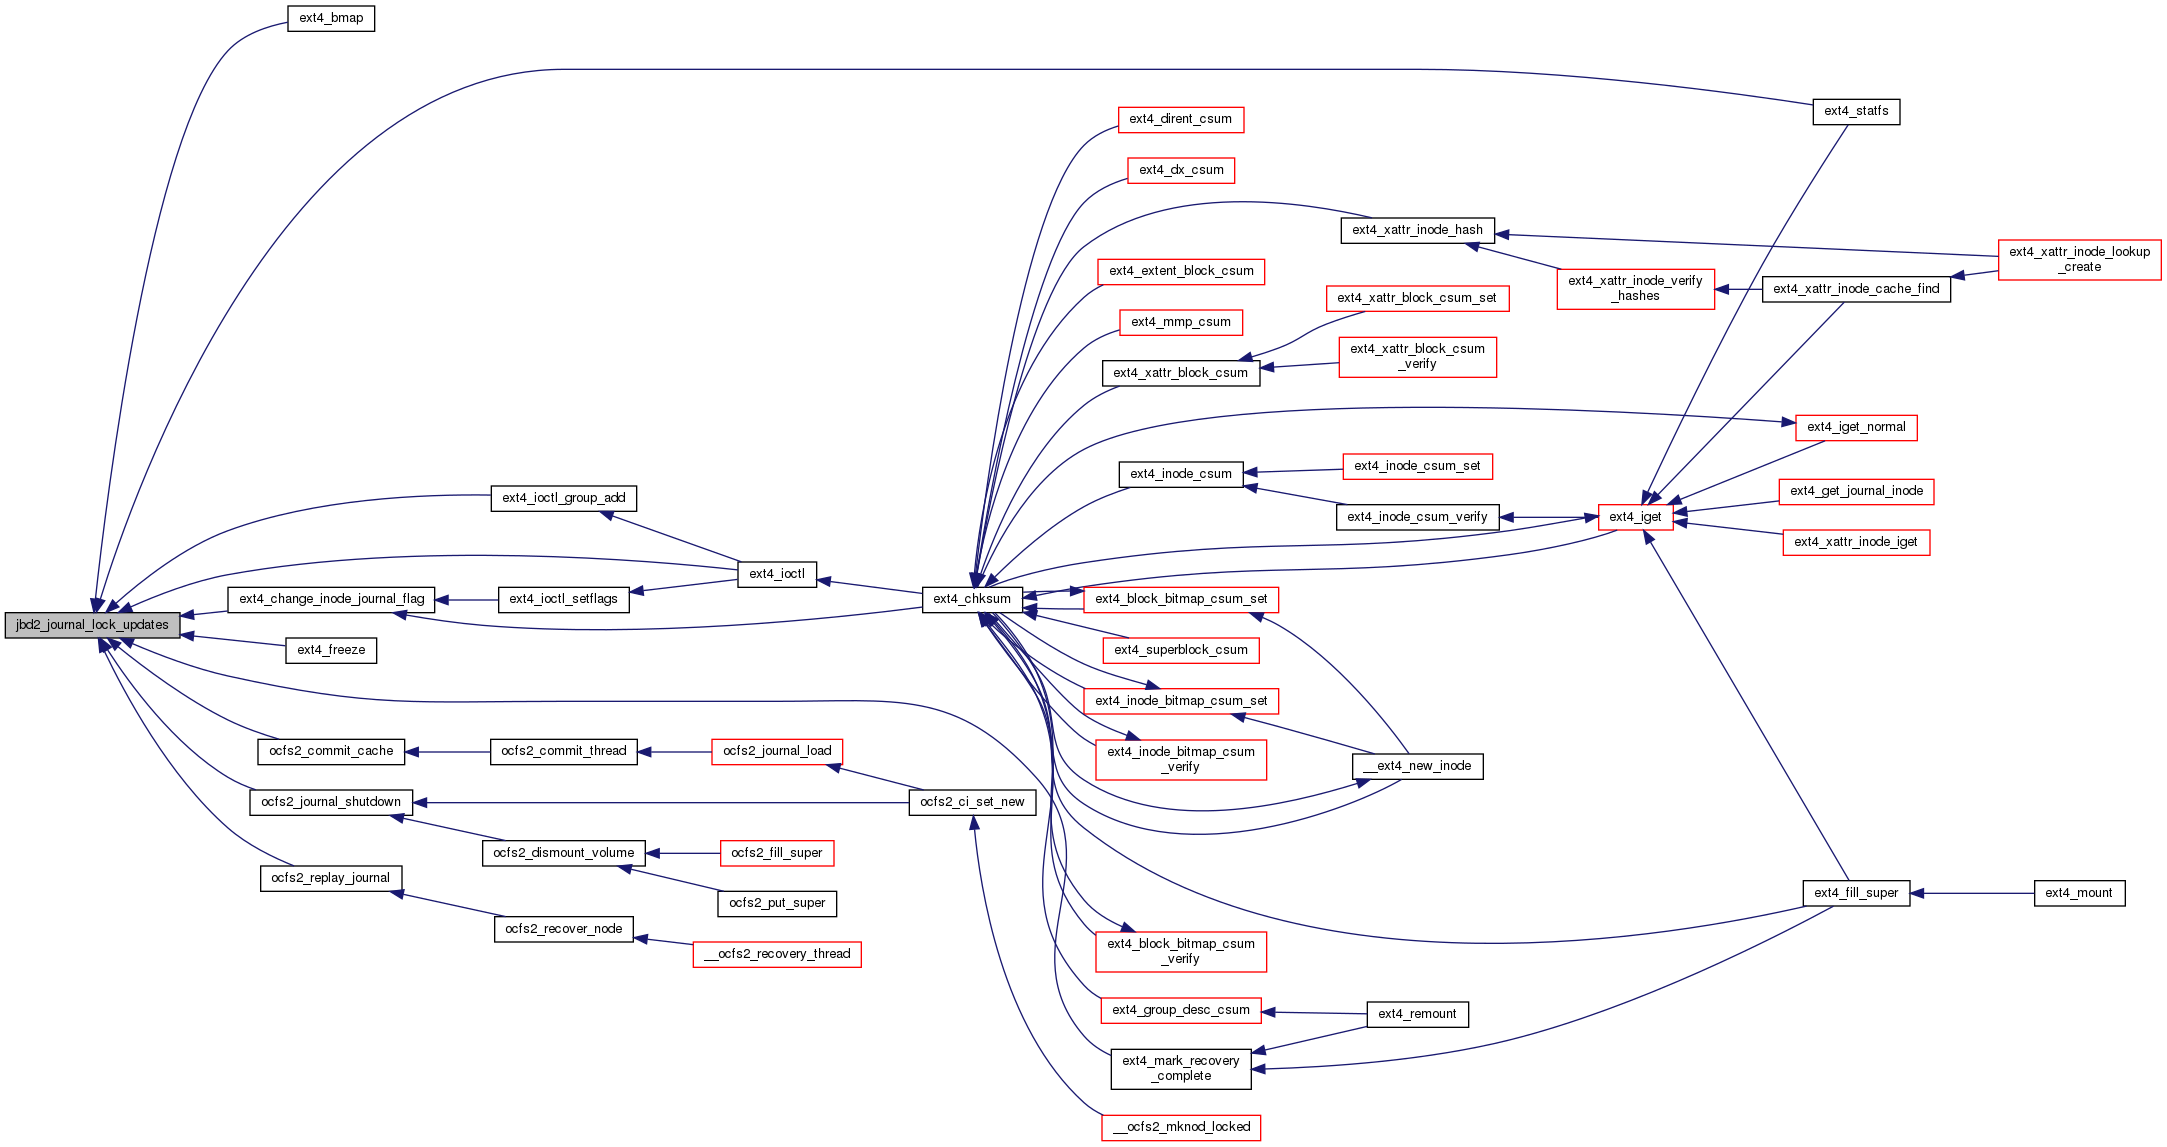 ext4_bmap
ext4_statfs
ext4_dirent_csum
ext4_dx_csum
ext4_xattr_inode_hash
ext4_xattr_inode_lookup
_create
ext4_extent_block_csum
ext4_xattr_inode_verify
_hashes
ext4_xattr_inode_cache_find
ext4_xattr_block_csum_set
ext4_mmp_csum
ext4_xattr_block_csum
_verify
ext4_xattr_block_csum
ext4_iget_normal
ext4_inode_csum
ext4_inode_csum_set
ext4_get_journal_inode
ext4_ioctl_group_add
ext4_inode_csum_verify
ext4_iget
ext4_xattr_inode_iget
ext4_ioctl
ext4_change_inode_journal_flag
ext4_ioctl_setflags
ext4_chksum
ext4_block_bitmap_csum_set
jbd2_journal_lock_updates
ext4_freeze
ext4_superblock_csum
ext4_inode_bitmap_csum_set
ocfs2_commit_cache
ocfs2_commit_thread
ocfs2_journal_load
ext4_inode_bitmap_csum
_verify
__ext4_new_inode
ocfs2_journal_shutdown
ocfs2_ci_set_new
ocfs2_dismount_volume
ocfs2_fill_super
ocfs2_replay_journal
ocfs2_put_super
ext4_fill_super
ext4_mount
ocfs2_recover_node
__ocfs2_recovery_thread
ext4_block_bitmap_csum
_verify
ext4_group_desc_csum
ext4_remount
ext4_mark_recovery
_complete
__ocfs2_mknod_locked